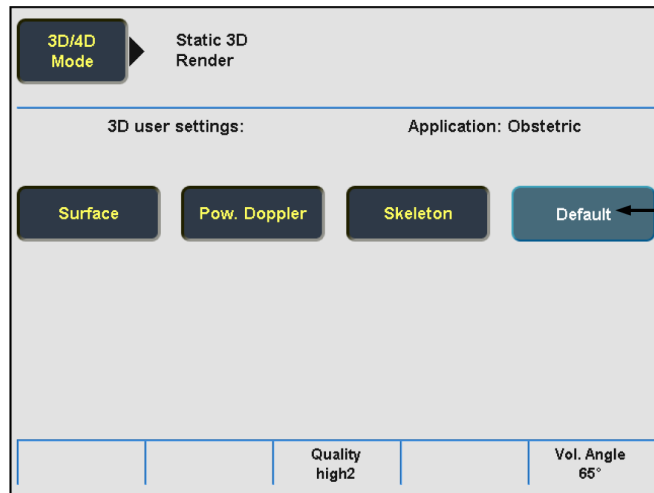 3D/4D
Mode
Static 3D
Render
3D user settings:
Application: Obstetric
Surface
Pow. Doppler
Skeleton
Default
Quality
high2
Vol. Angle
65°